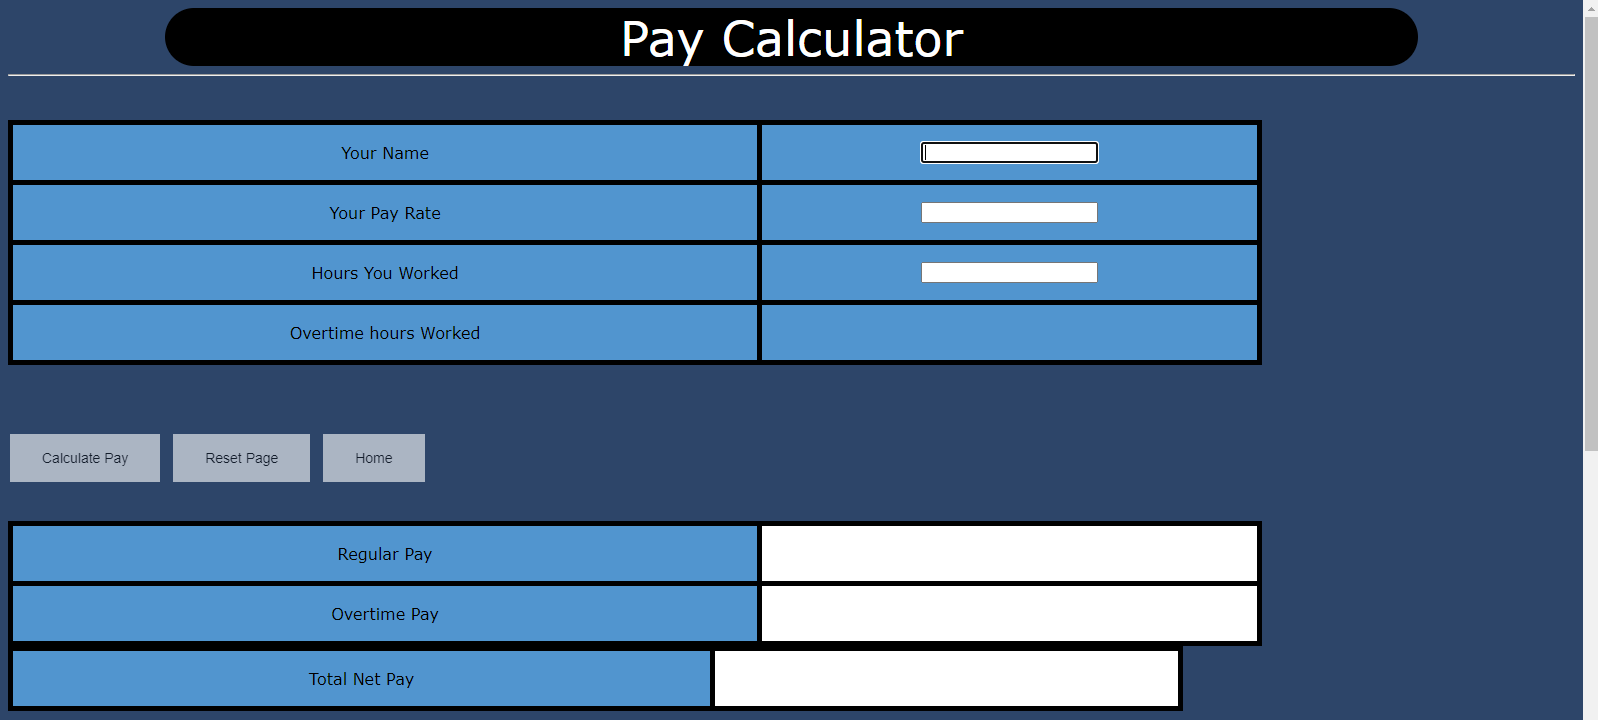 Pay Calculator
Your Name
Your Pay Rate
Hours You Worked
Overtime hours Worked
Calculate Pay Reset Page Home
Regular Pay
Overtime Pay
Total Net Pay